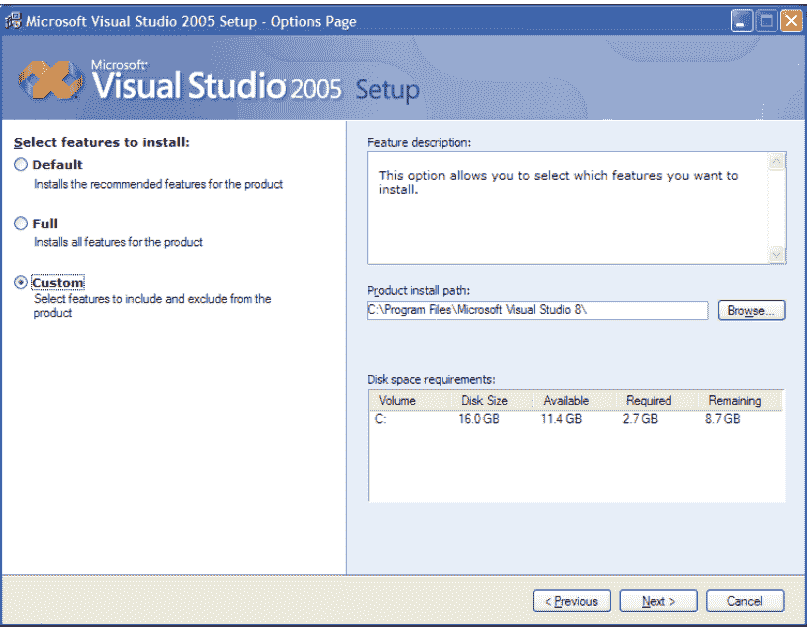 Microsoft Visual Studio 2005 Setup - Options Page
Microsoft
Visual Studio 2005 Setup
Select features to install:
Default
Installs the recommended features for the product
Full
Installs all features for the product
Custom
Select features to include and exclude from the
product
Feature description:
This option allows you to select which features you want to
install.
Product install path:
C:\Program Files\Microsoft Visual Studio 8\
Browse...
Disk space requirements:
Volume Disk Size Available Required Remaining
C: 16.0 GB 11.4 GB 2.7 GB 8.7 GB
< Previous Next > Cancel